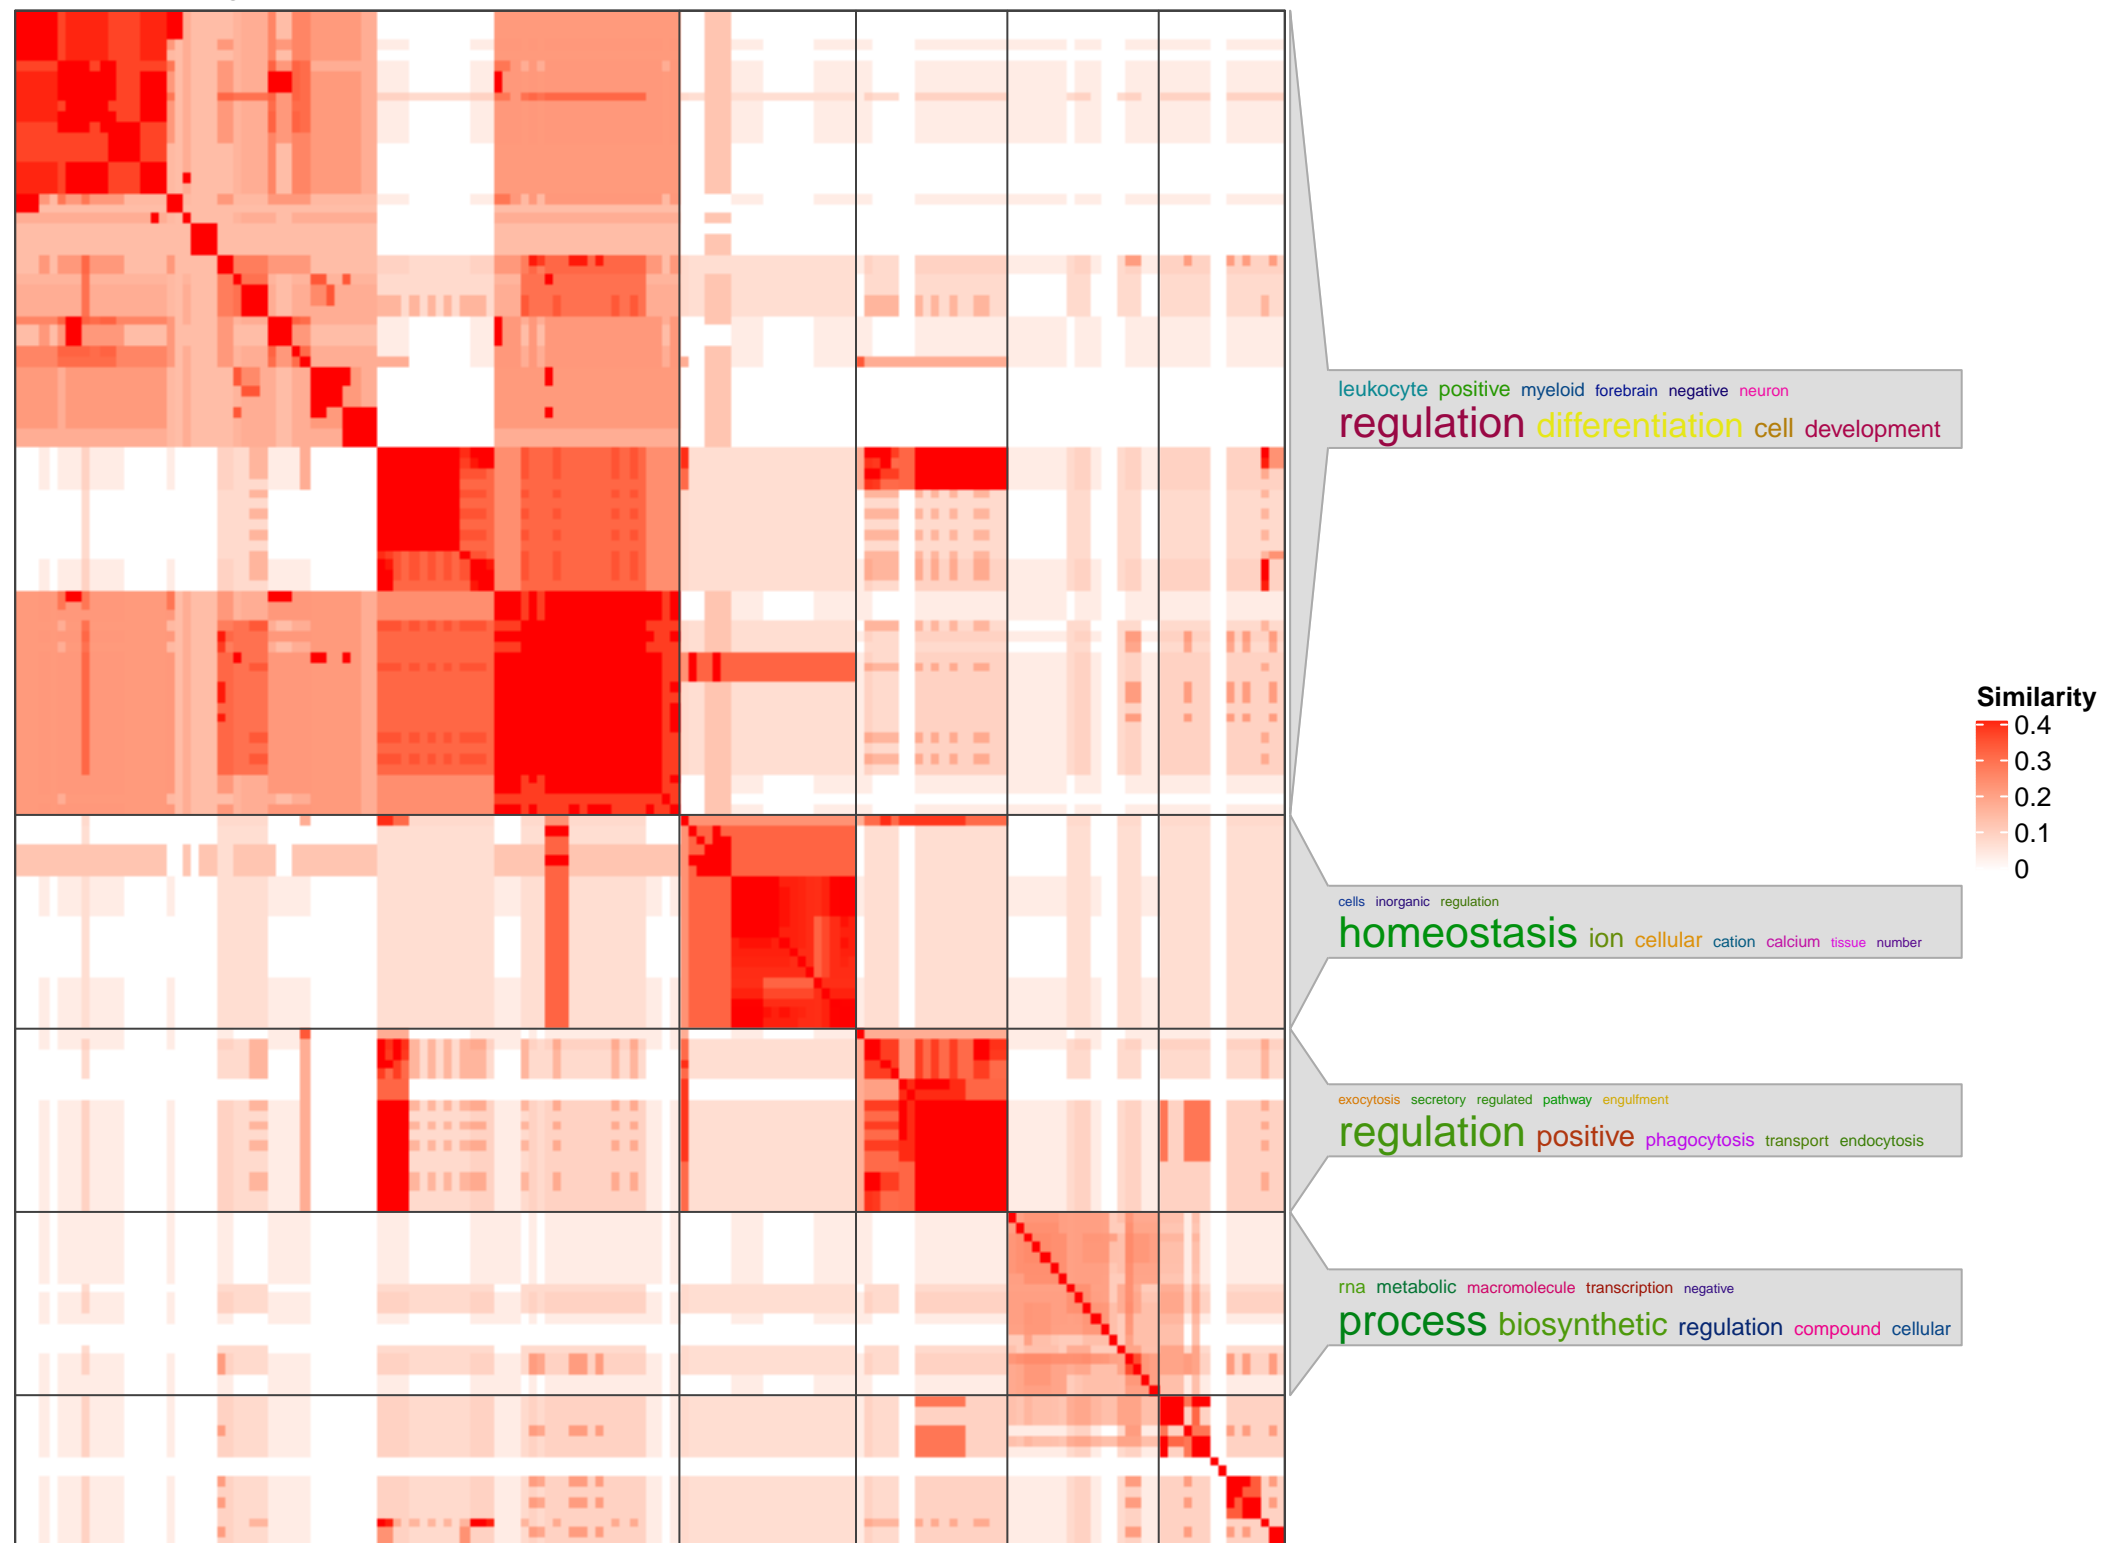 leukocyte positive myeloid forebrain negative neuron
regulation differentiation cell development
Similarity
0.4
0.3
0.2
0.1
0
cells inorganic regulation
homeostasis ion cellular cation calcium tissue number
exocytosis secretory regulated pathway engulfment
regulation positive phagocytosis transport endocytosis
rna metabolic macromolecule transcription negative
process biosynthetic regulation compound cellular